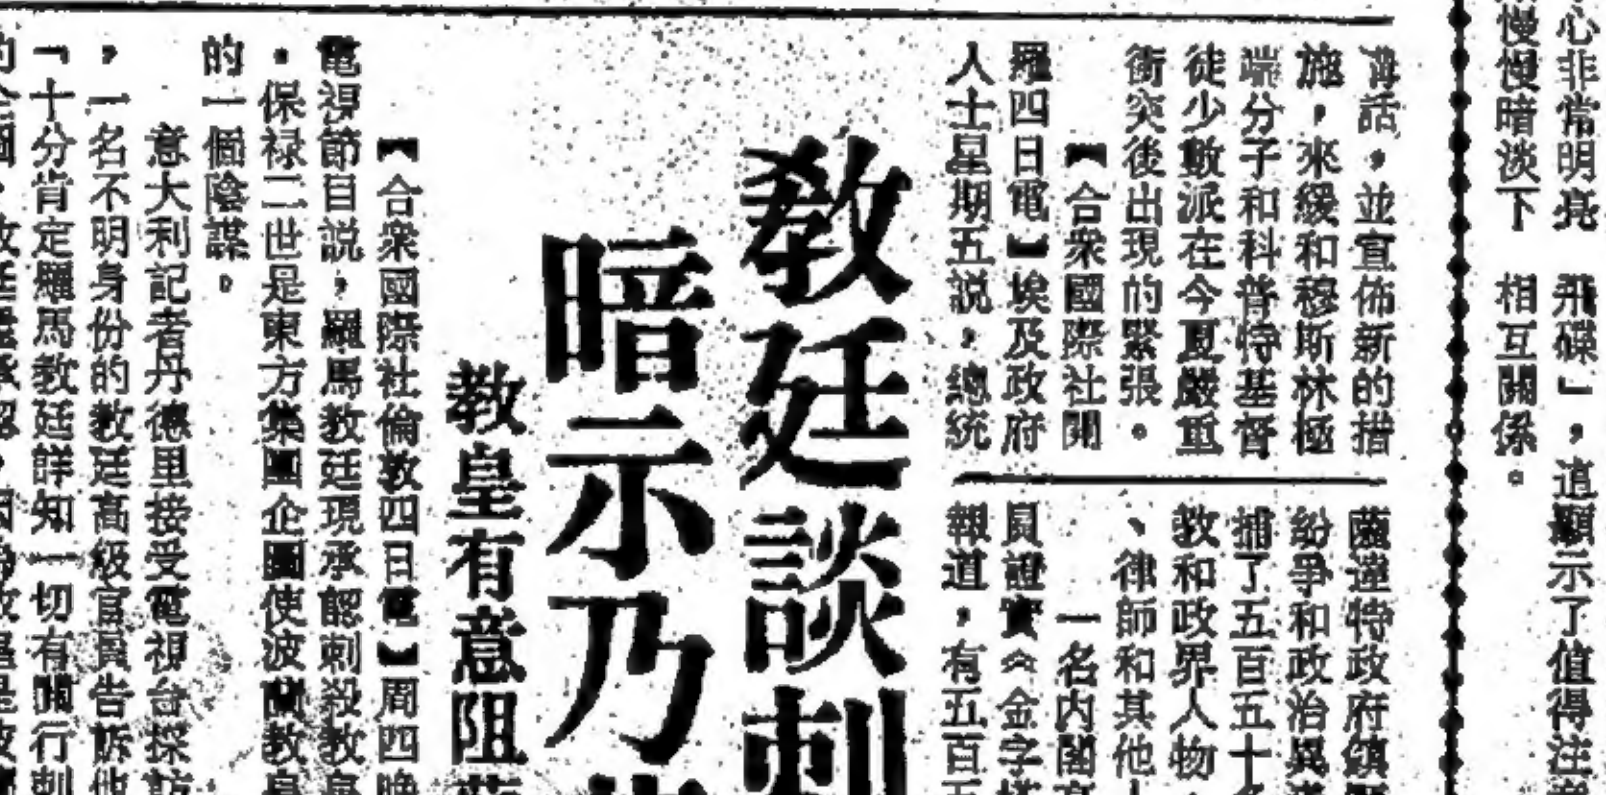 心非常明亮　飛碟」，這顯示了值得注意
慢慢暗淡下　相互關係。
講話，並宣佈新的措
施，來緩和穆斯林極
端分子和科普特基督
徒少數派在今夏嚴重
衝突後出現的緊張。
【合衆國際社開
羅四日電】埃及政府
人士星期五説，總統
薩達特政府鎮壓
紛爭和政治異議
捕了五百五十名
教和政界人物
、律師和其他
一名内閣官
員證實《金字塔
報道，有五百五
教廷談刺
暗示乃
教皇有意阻
【合衆國際社倫敦四日電】周四晚
電視節目説，羅馬教廷現承認刺殺教皇
・保禄二世是東方集團企圖使波蘭教皇
的一個陰謀。
意大利記者丹德里接受電視台採訪
，一名不明身份的教廷高級官員告訴他
「十分肯定羅馬教廷詳知一切有關行刺